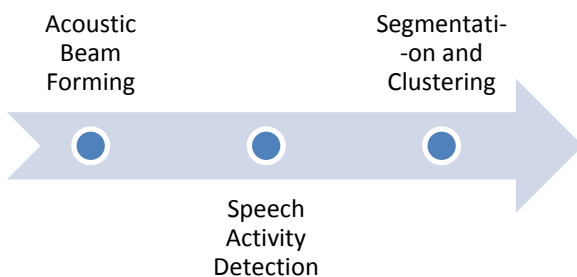 Acoustic
Beam
Forming
Speech
Activity
Detection
Segmentati-
-on and
Clustering